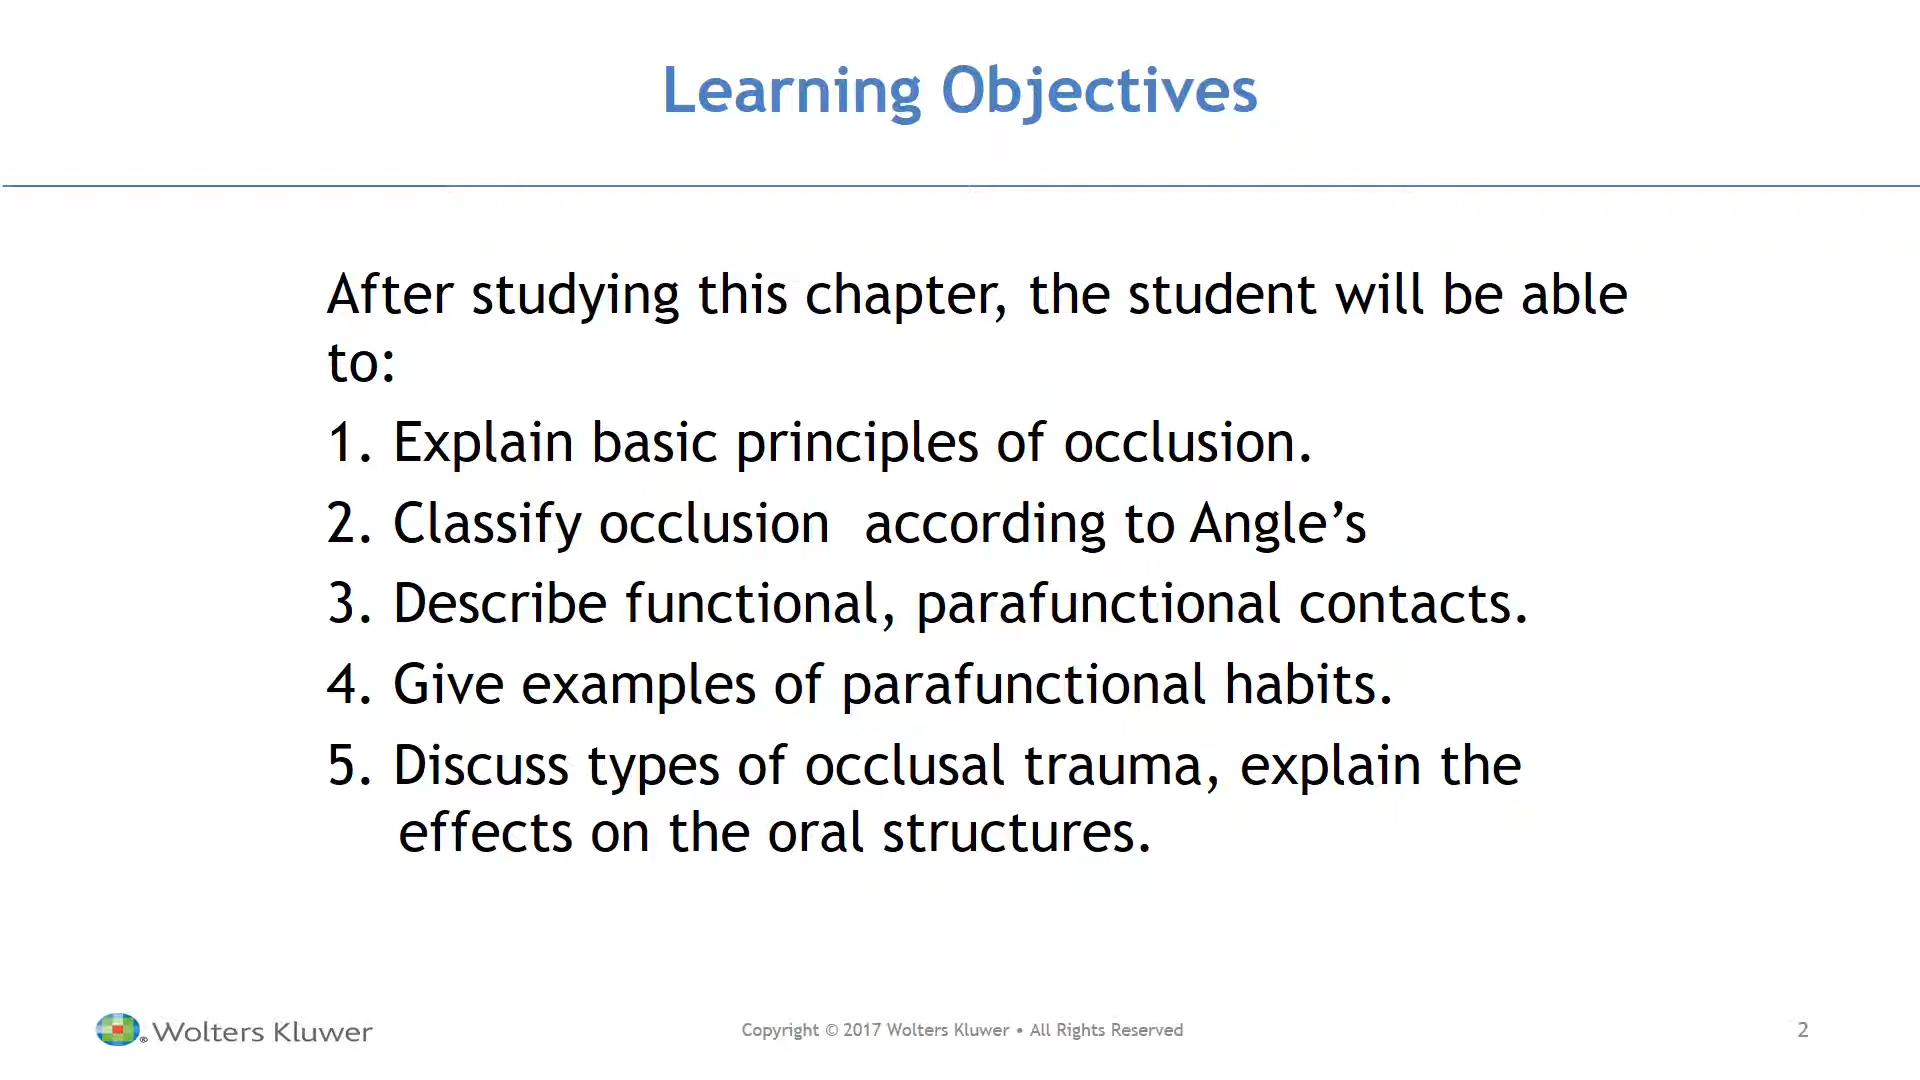 Learning Objectives
After studying this chapter, the student will be able
to:
1. Explain basic principles of occlusion.
2. Classify occlusion  according to Angle’s
3. Describe functional, parafunctional contacts.
4. Give examples of parafunctional habits.
5. Discuss types of occlusal trauma, explain the
effects on the oral structures.
® Wolters Kluwer
Copyright © 2017 Wolters Kluwer • All Rights Reserved
2